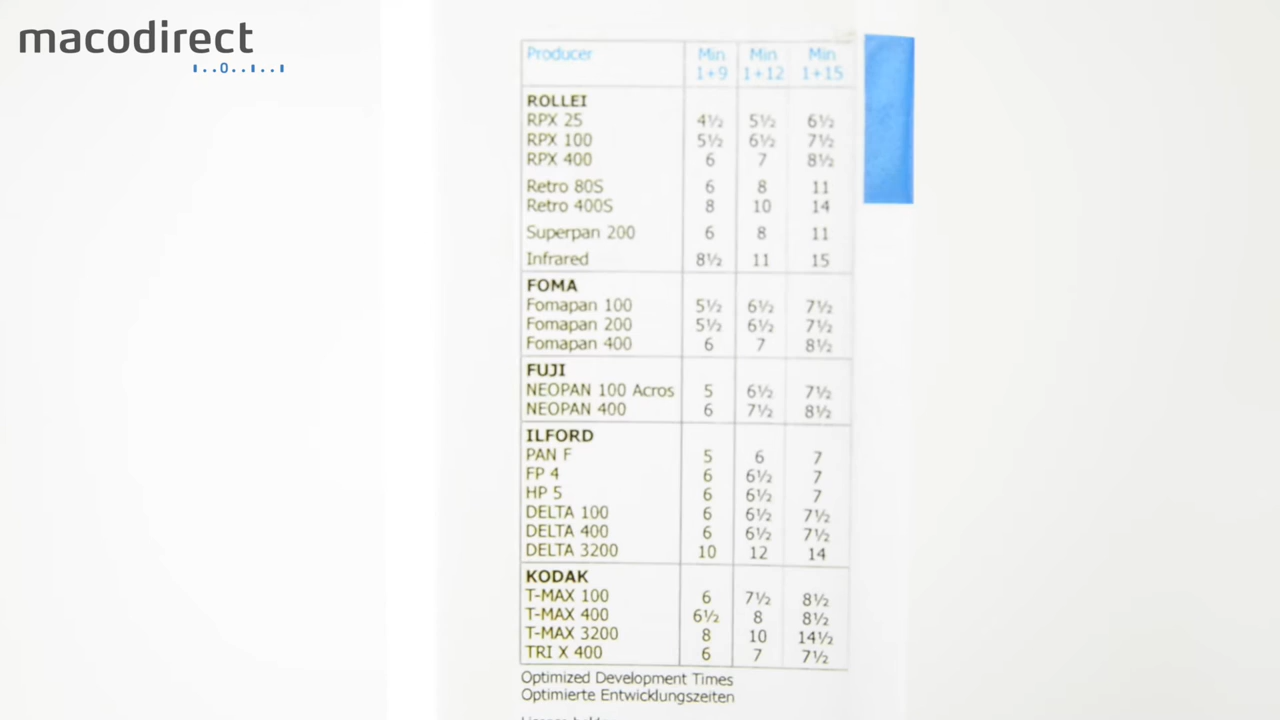 macodirect
Producer Min 1+9 Min 1+12 Min 1+15
ROLLEI
RPX 25 4½ 5½ 6½
RPX 100 5½ 6½ 7½
RPX 400 6 7 8½
Retro 80S 6 8 11
Retro 400S 8 10 14
Superpan 200 6 8 11
Infrared 8½ 11 15
FOMA
Fomapan 100 5½ 6½ 7½
Fomapan 200 5½ 6½ 7½
Fomapan 400 6 7 8½
FUJI
NEOPAN 100 Acros 5 6½ 7½
NEOPAN 400 6 7½ 8½
ILFORD
PAN F 5 6 7
FP 4 6 6½ 7
HP 5 6 6½ 7
DELTA 100 6 6½ 7½
DELTA 400 6 6½ 7½
DELTA 3200 10 12 14
KODAK
T-MAX 100 6 7½ 8½
T-MAX 400 6½ 8 8½
T-MAX 3200 8 10 14½
TRI X 400 6 7 7½
Optimized Development Times
Optimierte Entwicklungszeiten